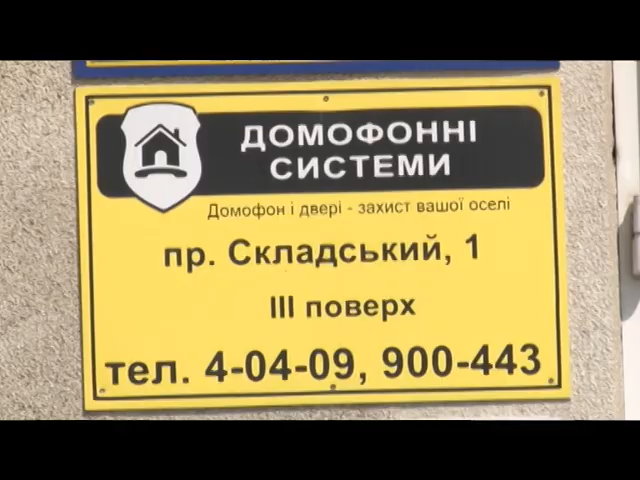 ДОМОФОННІ
СИСТЕМИ
Домофон і двері - захист вашої оселі
пр. Складський, 1
III поверх
тел. 4-04-09, 900-443